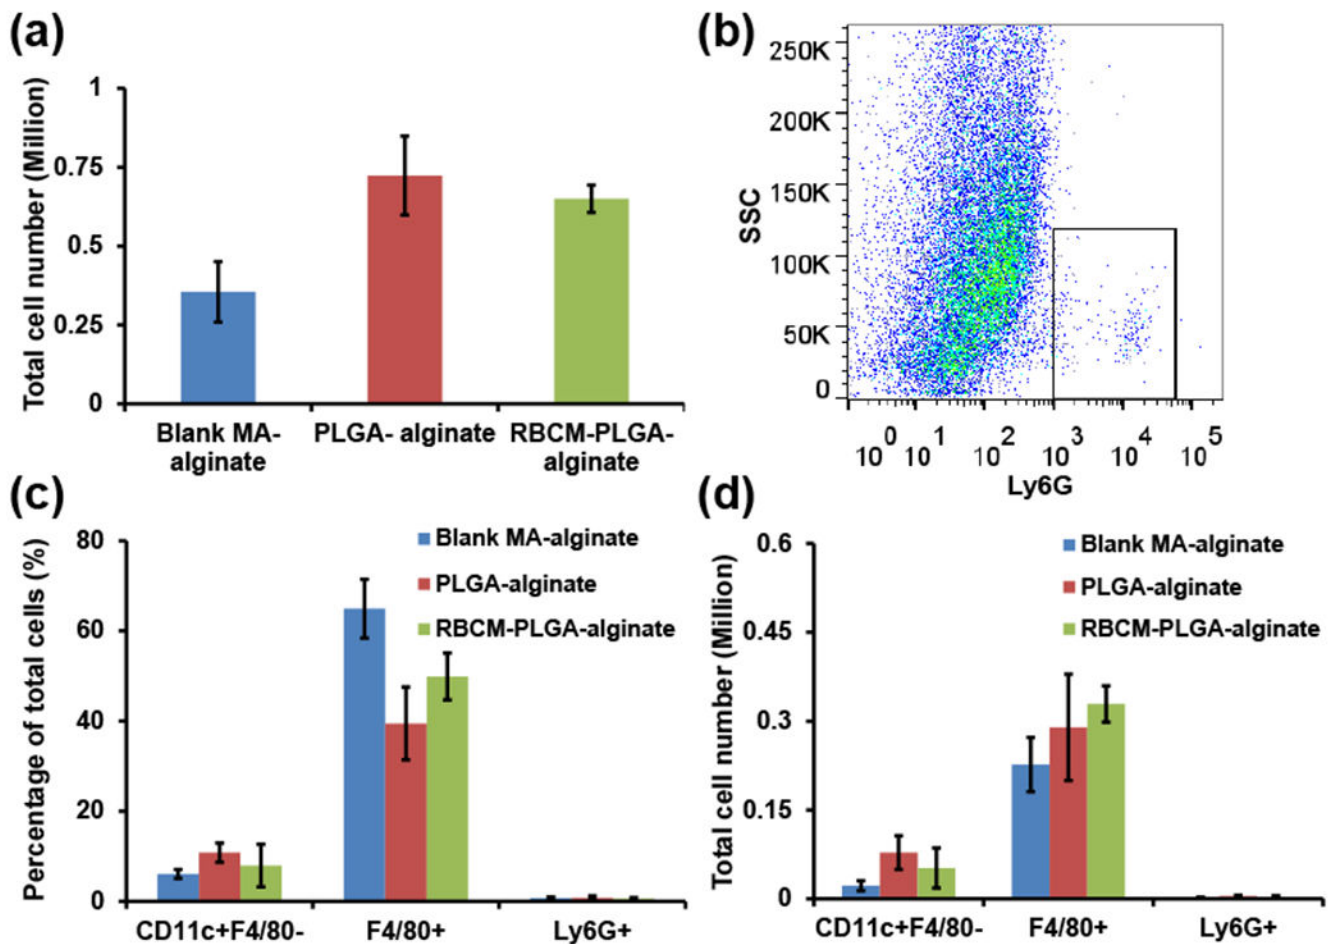 (a)
Total cell number (Million)
1
0.75
0.5
0.25
0
Blank MA-
alginate
PLGA- alginate
RBCM-PLGA-
alginate
(b)
SSC
250K
200K
150K
100K
50K
0
10^0 10^1 10^2 10^3 10^4 10^5
Ly6G
(c)
Percentage of total cells (%)
80
60
40
20
0
Blank MA-alginate
PLGA-alginate
RBCM-PLGA-alginate
CD11c+F4/80- F4/80+ Ly6G+
(d)
Total cell number (Million)
0.6
0.45
0.3
0.15
0
Blank MA-alginate
PLGA-alginate
RBCM-PLGA-alginate
CD11c+F4/80- F4/80+ Ly6G+